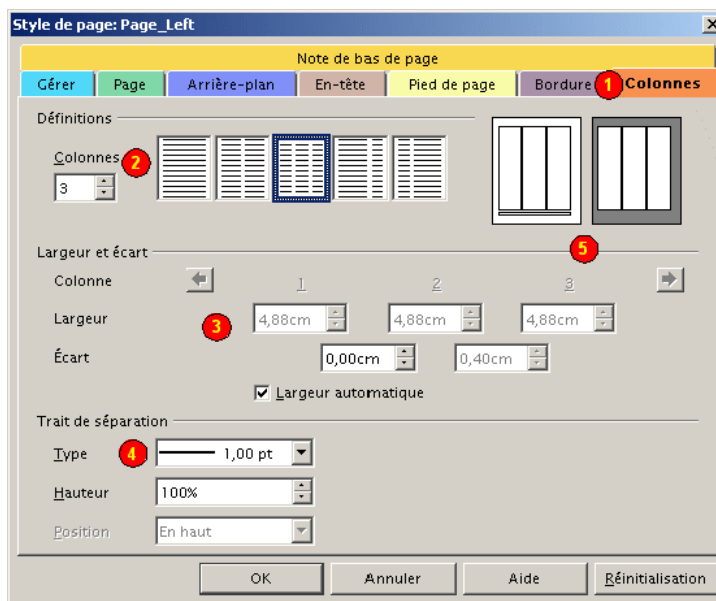 Style de page: Page_Left
Note de bas de page
Gérer Page Arrière-plan En-tête Pied de page Bordure 1 Colonnes
Définitions
Colonnes 2
3
5
Largeur et écart
Colonne 1 2 3
Largeur 3 4,88cm 4,88cm 4,88cm
Écart 0,00cm 0,40cm
Largeur automatique
Trait de séparation
Type 4 1,00 pt
Hauteur 100%
Position En haut
OK Annuler Aide Réinitialisation